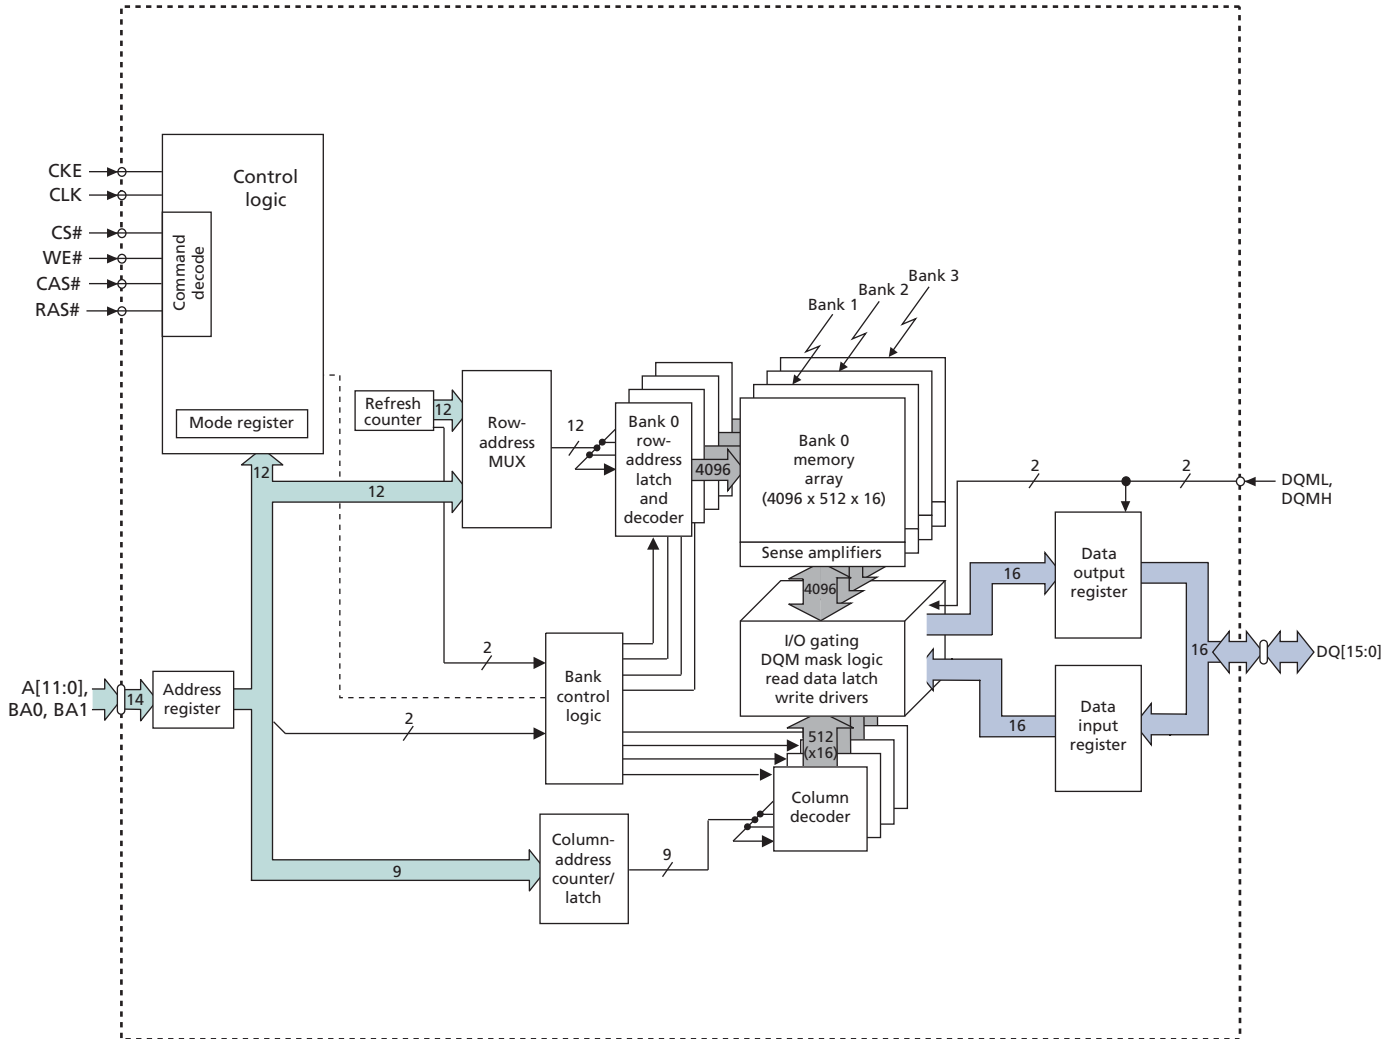 CKE
CLK
CS#
WE#
CAS#
RAS#
Control
logic
Command
decode
Mode register
12
12
Refresh
counter
12
Row-
address
MUX
12
Bank 0
row-
address
latch
and
decoder
4096
Bank 1
Bank 2
Bank 3
Bank 0
memory
array
(4096 x 512 x 16)
Sense amplifiers
4096
I/O gating
DQM mask logic
read data latch
write drivers
2
2
DQML,
DQMH
16
Data
output
register
16
DQ[15:0]
16
Data
input
register
A[11:0],
BA0, BA1
14
Address
register
2
2
Bank
control
logic
512
(x16)
Column
decoder
9
Column-
address
counter/
latch
9